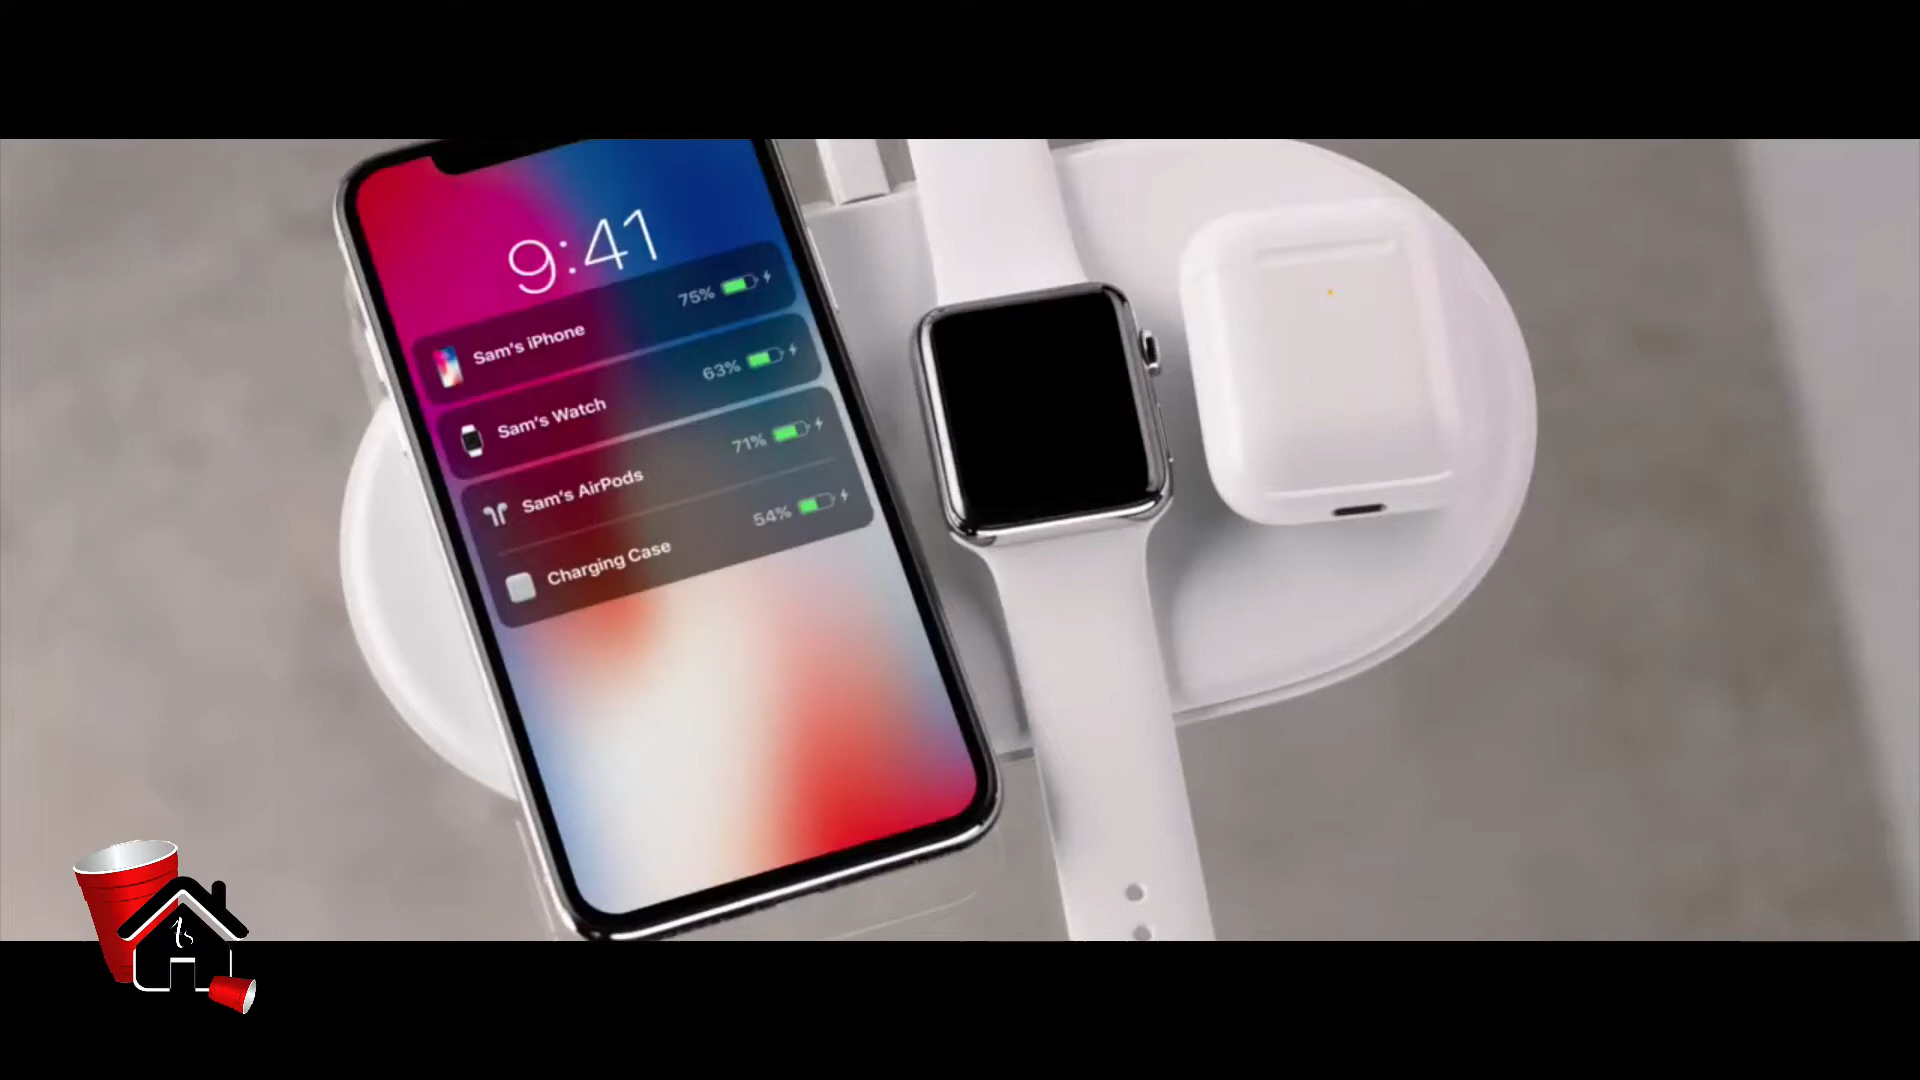 9:41
75%
Sam's iPhone
63%
Sam's Watch
71%
Sam's AirPods
54%
Charging Case